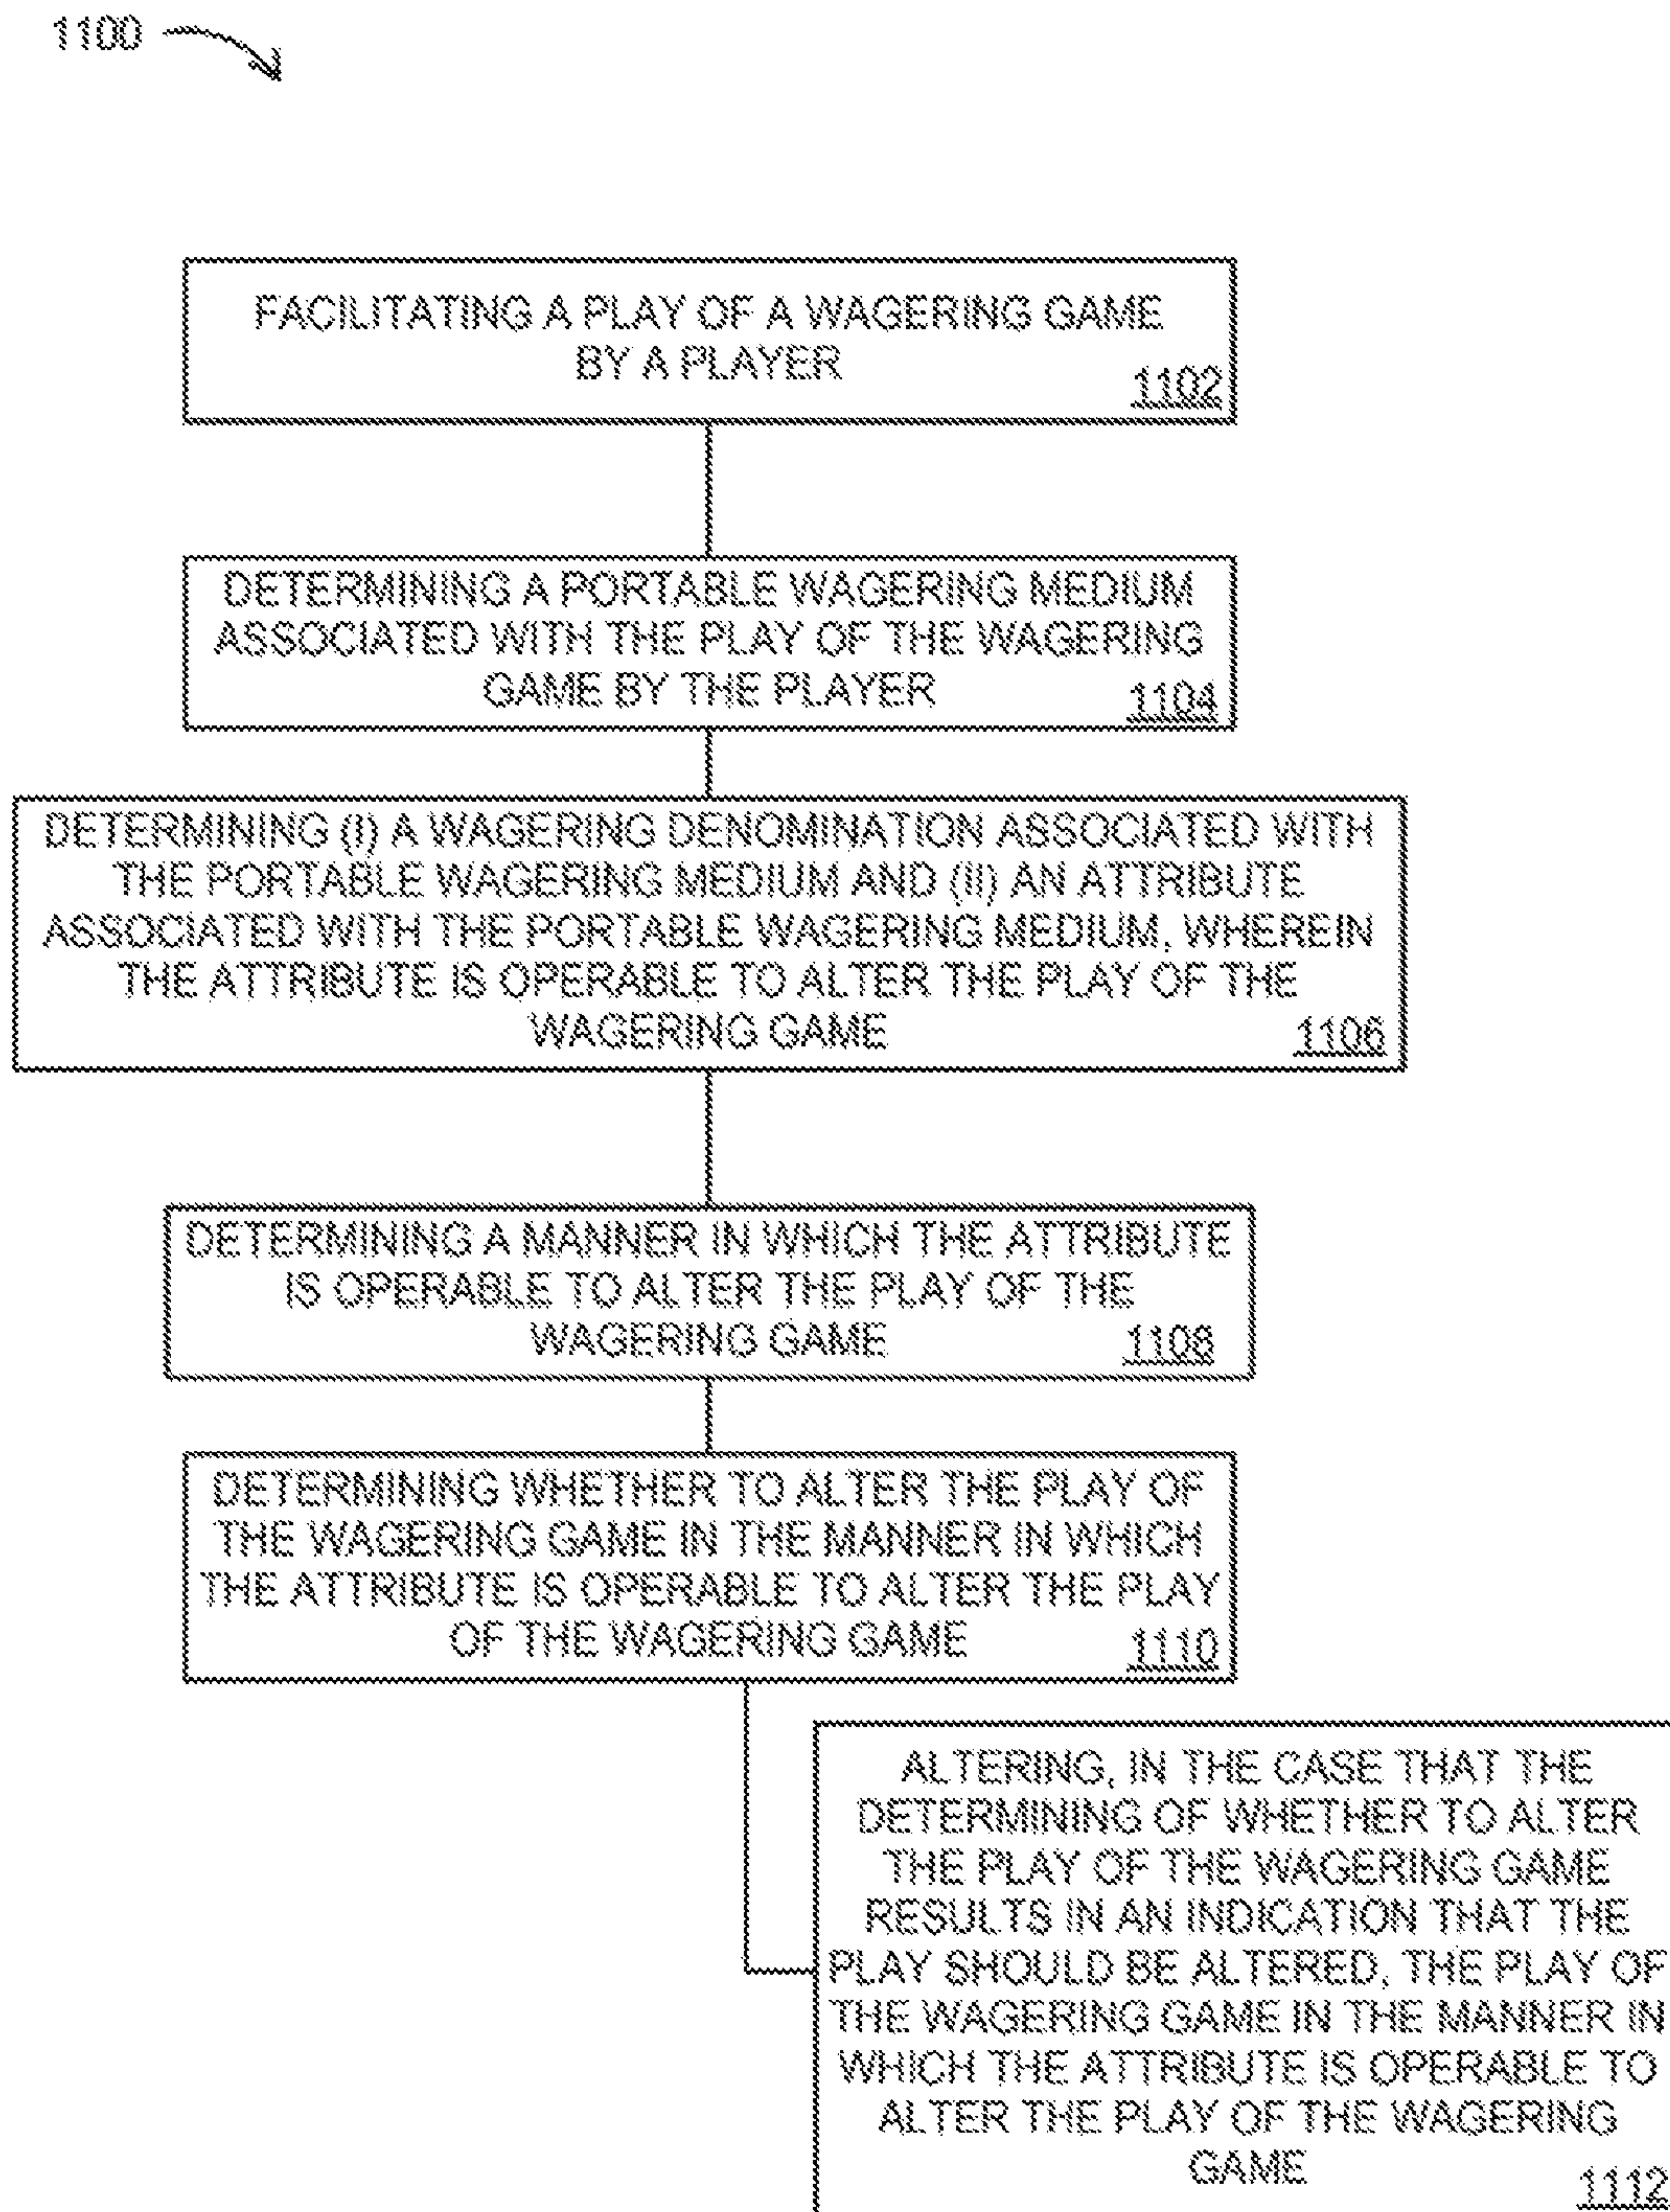 1100
FACILITATING A PLAY OF A WAGERING GAME
BY A PLAYER
1102
DETERMINING A PORTABLE WAGERING MEDIUM
ASSOCIATED WITH THE PLAY OF THE WAGERING
GAME BY THE PLAYER
1104
DETERMINING (I) A WAGERING DENOMINATION ASSOCIATED WITH
THE PORTABLE WAGERING MEDIUM AND (II) AN ATTRIBUTE
ASSOCIATED WITH THE PORTABLE WAGERING MEDIUM, WHEREIN
THE ATTRIBUTE IS OPERABLE TO ALTER THE PLAY OF THE
WAGERING GAME
1106
DETERMINING A MANNER IN WHICH THE ATTRIBUTE
IS OPERABLE TO ALTER THE PLAY OF THE
WAGERING GAME
1108
DETERMINING WHETHER TO ALTER THE PLAY OF
THE WAGERING GAME IN THE MANNER IN WHICH
THE ATTRIBUTE IS OPERABLE TO ALTER THE PLAY
OF THE WAGERING GAME
1110
ALTERING, IN THE CASE THAT THE
DETERMINING OF WHETHER TO ALTER
THE PLAY OF THE WAGERING GAME
RESULTS IN AN INDICATION THAT THE
PLAY SHOULD BE ALTERED, THE PLAY OF
THE WAGERING GAME IN THE MANNER IN
WHICH THE ATTRIBUTE IS OPERABLE TO
ALTER THE PLAY OF THE WAGERING
GAME
1112